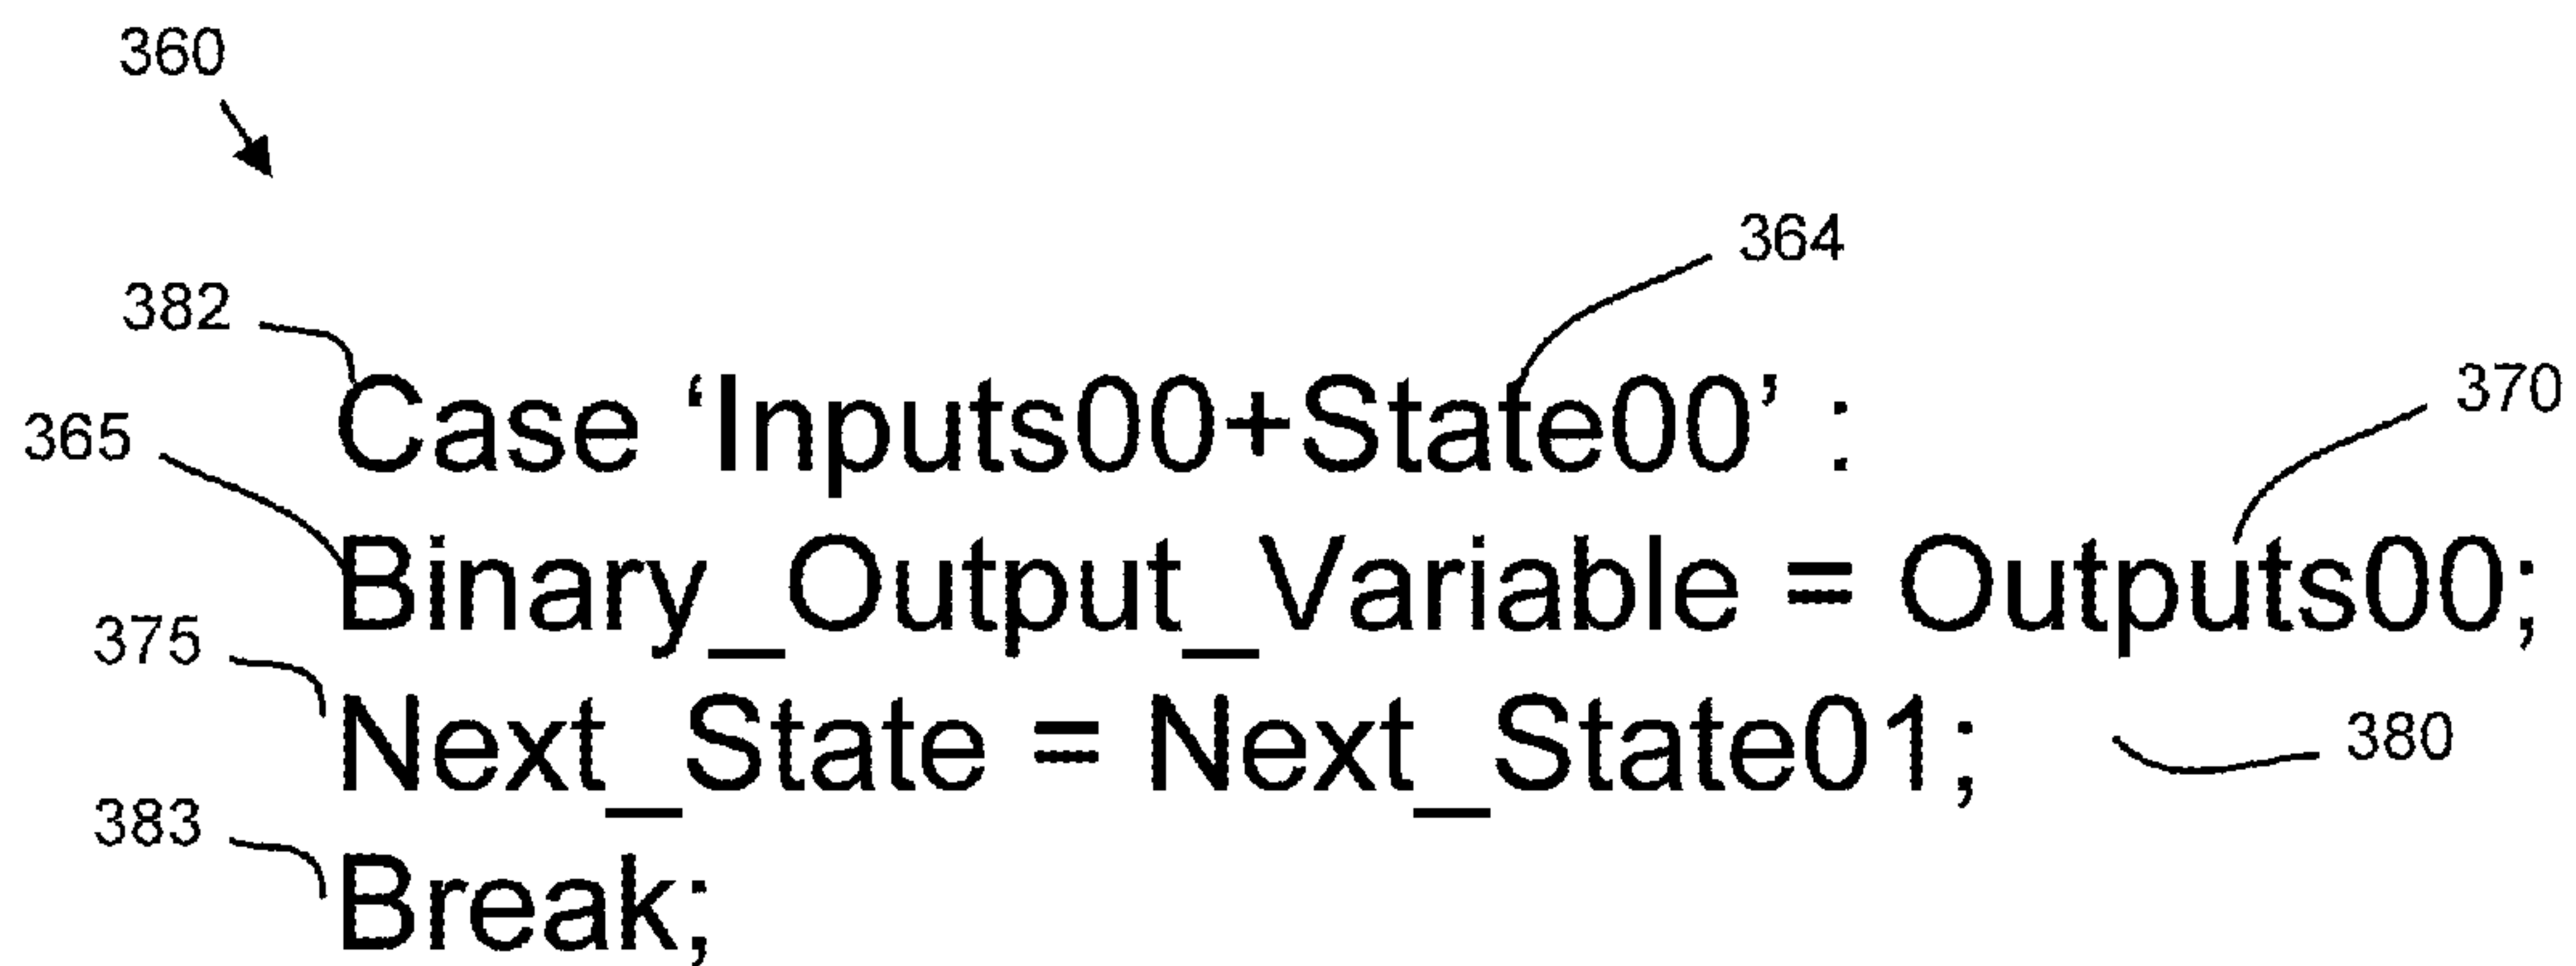 360
364
382
Case ‘Inputs00+State00’ :
370
365
Binary_Output_Variable = Outputs00;
375
Next_State = Next_State01;
380
383
Break;